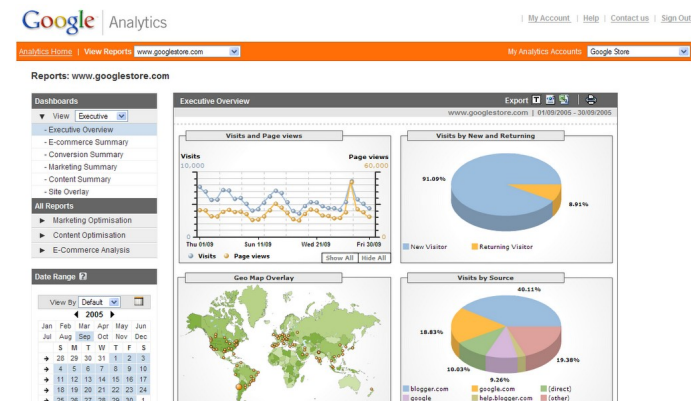 Google Analytics
My Account | Help | Contact us | Sign Out
Analytics Home | View Reports www.googlestore.com
My Analytics Accounts Google Store
Reports: www.googlestore.com
Dashboards
View Executive
- Executive Overview
- E-commerce Summary
- Conversion Summary
- Marketing Summary
- Content Summary
- Site Overlay
All Reports
Marketing Optimisation
Content Optimisation
E-Commerce Analysis
Date Range ?
View By Default
2005
Jan Feb Mar Apr May Jun
Jul Aug Sep Oct Nov Dec
S M T W T F S
28 29 30 31 1 2 3
4 5 6 7 8 9 10
11 12 13 14 15 16 17
18 19 20 21 22 23 24
25 26 27 28 29 30 1
Executive Overview
Export T
www.googlestore.com | 01/09/2005 - 30/09/2005
Visits and Page views
Visits Page views
10,000 60,000
0 0
Thu 01/09 Sun 11/09 Wed 21/09 Fri 30/09
Visits Page views Show All Hide All
Visits by New and Returning
91.09%
8.91%
New Visitor Returning Visitor
Geo Map Overlay
Visits by Source
40.11%
18.83%
19.38%
10.03%
9.26%
blogger.com google.com (direct)
google help.blogger.com (other)